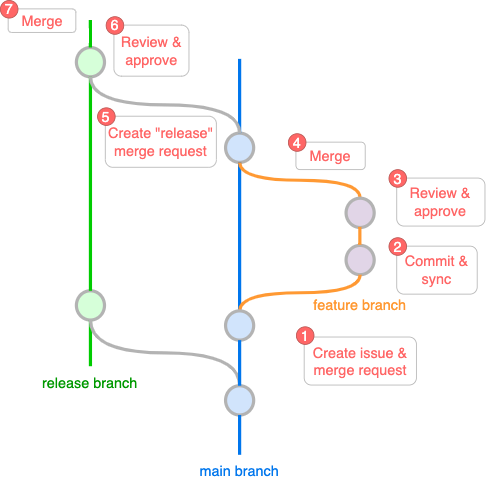 7
Merge
6
Review &
approve
5
Create "release"
merge request
4
Merge
3
Review &
approve
2
Commit &
sync
feature branch
1
Create issue &
merge request
release branch
main branch